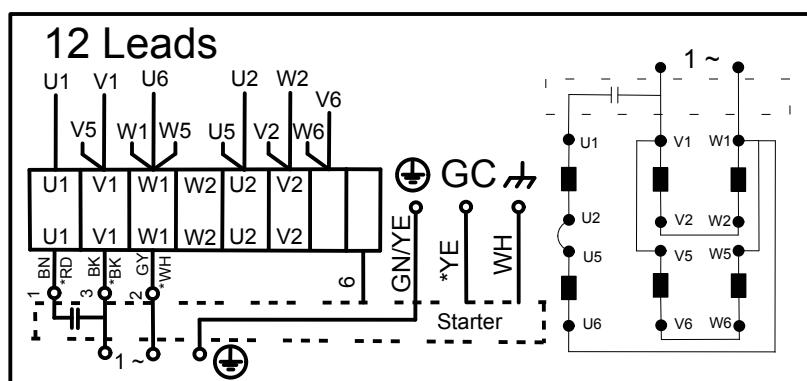 12 Leads
U1 V1 U6 U2 W2 V6
V5 W1 W5 U5 V2 W6
U1 V1 W1 W2 U2 V2
U1 V1 W1 W2 U2 V2
BN *RD BK *BK GY *WH 6 GN/YE *YE WH
GC
1 3 2
Starter
1 ~
1 ~
U1 V1 W1
U2 V2 W2
U5 V5 W5
U6 V6 W6